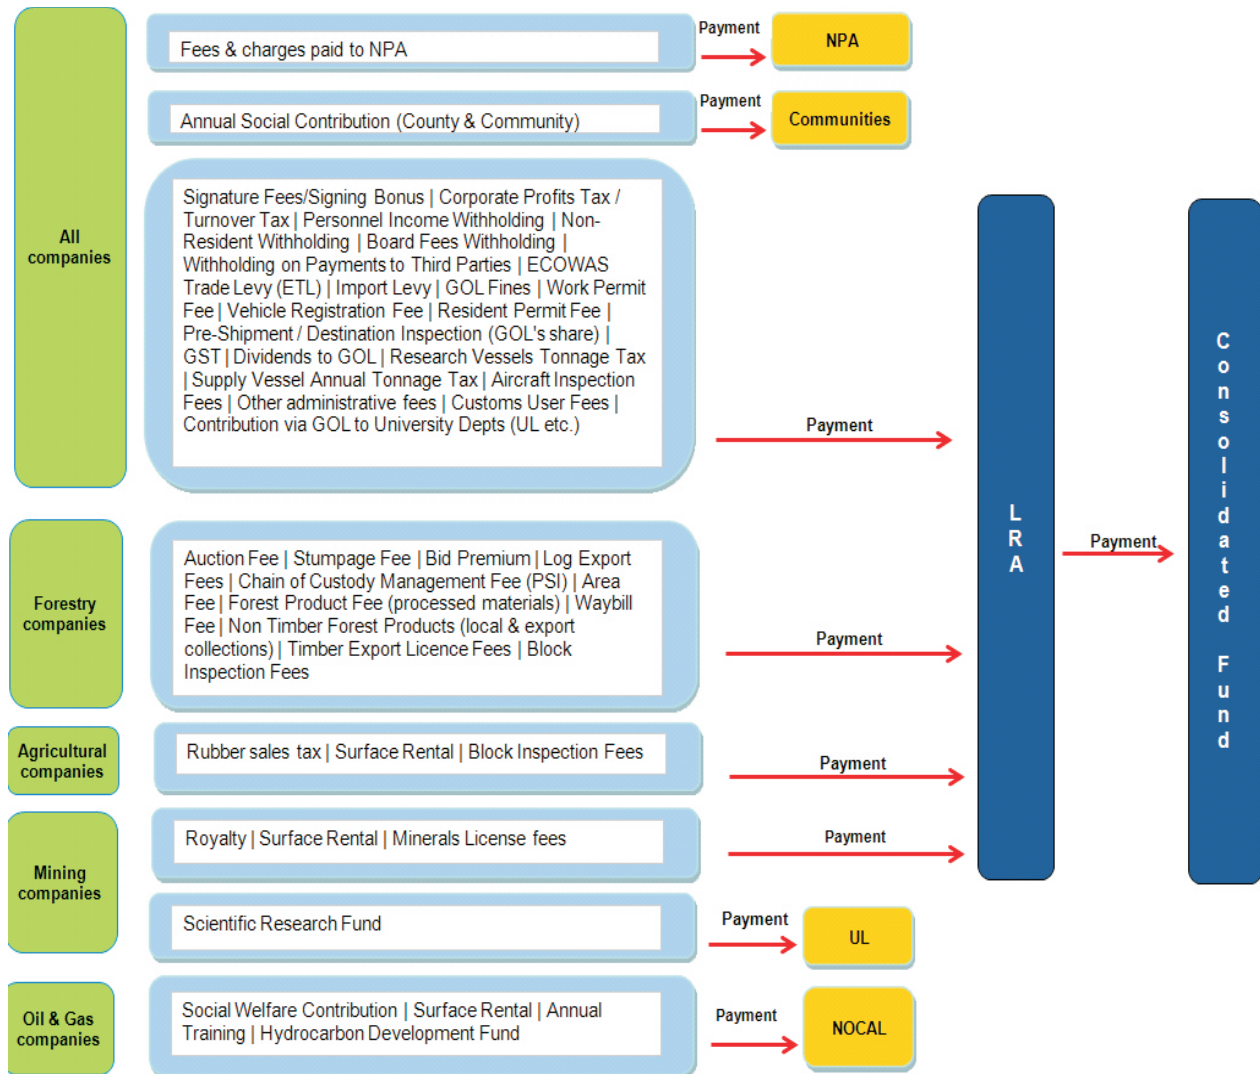 Payment
Fees & charges paid to NPA
NPA
Payment
Annual Social Contribution (County & Community)
Communities
All
companies
Signature Fees/Signing Bonus | Corporate Profits Tax /
Turnover Tax | Personnel Income Withholding | Non-
Resident Withholding | Board Fees Withholding |
Withholding on Payments to Third Parties | ECOWAS
Trade Levy (ETL) | Import Levy | GOL Fines | Work Permit
Fee | Vehicle Registration Fee | Resident Permit Fee |
Pre-Shipment / Destination Inspection (GOL's share) |
GST | Dividends to GOL | Research Vessels Tonnage Tax
| Supply Vessel Annual Tonnage Tax | Aircraft Inspection
Fees | Other administrative fees | Customs User Fees |
Contribution via GOL to University Depts (UL etc.)
Payment
Forestry
companies
Auction Fee | Stumpage Fee | Bid Premium | Log Export
Fees | Chain of Custody Management Fee (PSI) | Area
Fee | Forest Product Fee (processed materials) | Waybill
Fee | Non Timber Forest Products (local & export
collections) | Timber Export Licence Fees | Block
Inspection Fees
Payment
Agricultural
companies
Rubber sales tax | Surface Rental | Block Inspection Fees
Payment
Mining
companies
Royalty | Surface Rental | Minerals License fees
Payment
LRA
Payment
Consolidated Fund
Scientific Research Fund
Payment
UL
Oil & Gas
companies
Social Welfare Contribution | Surface Rental | Annual
Training | Hydrocarbon Development Fund
Payment
NOCAL